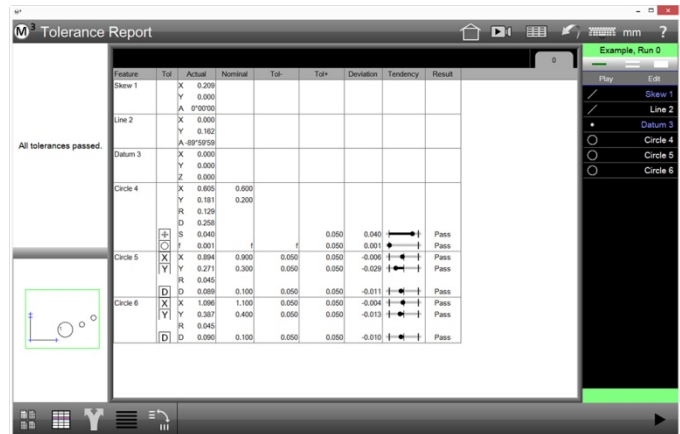 M³ Tolerance Report
mm ?
All tolerances passed.
0
Feature Tol Actual Nominal Tol- Tol+ Deviation Tendency Result
Skew 1 X 0.209
Y 0.000
A 0°00'00
Line 2 X 0.000
Y 0.162
A -89°59'59
Datum 3 X 0.000
Y 0.000
Z 0.000
Circle 4 X 0.605 0.600
Y 0.181 0.200
R 0.129
D 0.258
S 0.040 0.050 0.040 Pass
f 0.001 f f 0.050 0.001 Pass
Circle 5 X X 0.894 0.900 0.050 0.050 -0.006 Pass
Y Y 0.271 0.300 0.050 0.050 -0.029 Pass
R 0.045
D D 0.089 0.100 0.050 0.050 -0.011 Pass
Circle 6 X X 1.096 1.100 0.050 0.050 -0.004 Pass
Y Y 0.387 0.400 0.050 0.050 -0.013 Pass
R 0.045
D D 0.090 0.100 0.050 0.050 -0.010 Pass
Example, Run 0
Play Edit
Skew 1
Line 2
Datum 3
Circle 4
Circle 5
Circle 6